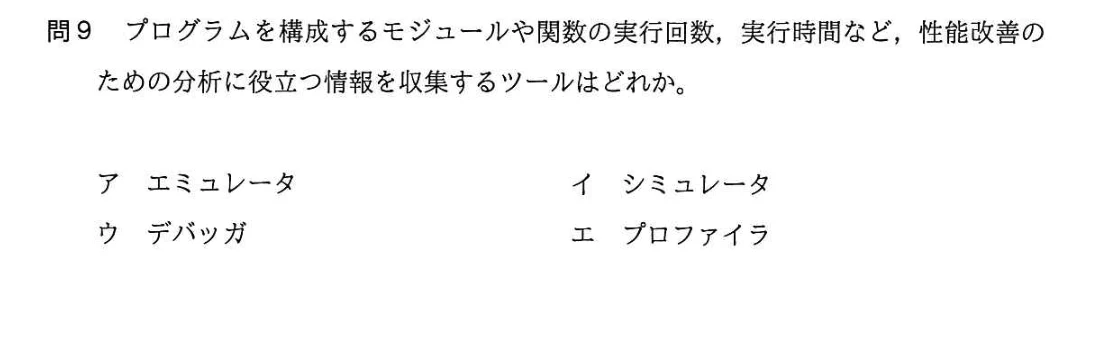 問9 プログラムを構成するモジュールや関数の実行回数，実行時間など，性能改善の
ための分析に役立つ情報を収集するツールはどれか。
ア エミュレータ イ シミュレータ
ウ デバッガ エ プロファイラ